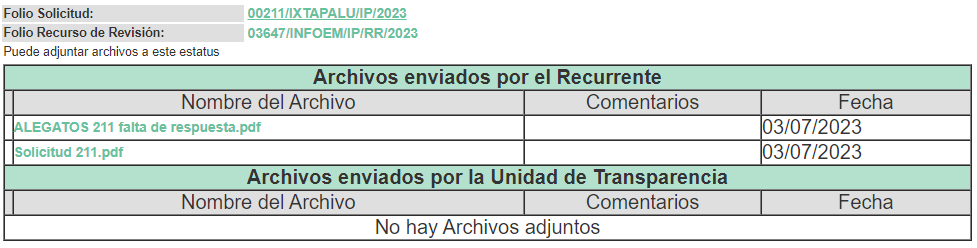 Folio Solicitud: 00211/IXTAPALU/IP/2023
Folio Recurso de Revisión: 03647/INFOEM/IP/RR/2023
Puede adjuntar archivos a este estatus
Archivos enviados por el Recurrente
Nombre del Archivo Comentarios Fecha
ALEGATOS 211 falta de respuesta.pdf 03/07/2023
Solicitud 211.pdf 03/07/2023
Archivos enviados por la Unidad de Transparencia
Nombre del Archivo Comentarios Fecha
No hay Archivos adjuntos